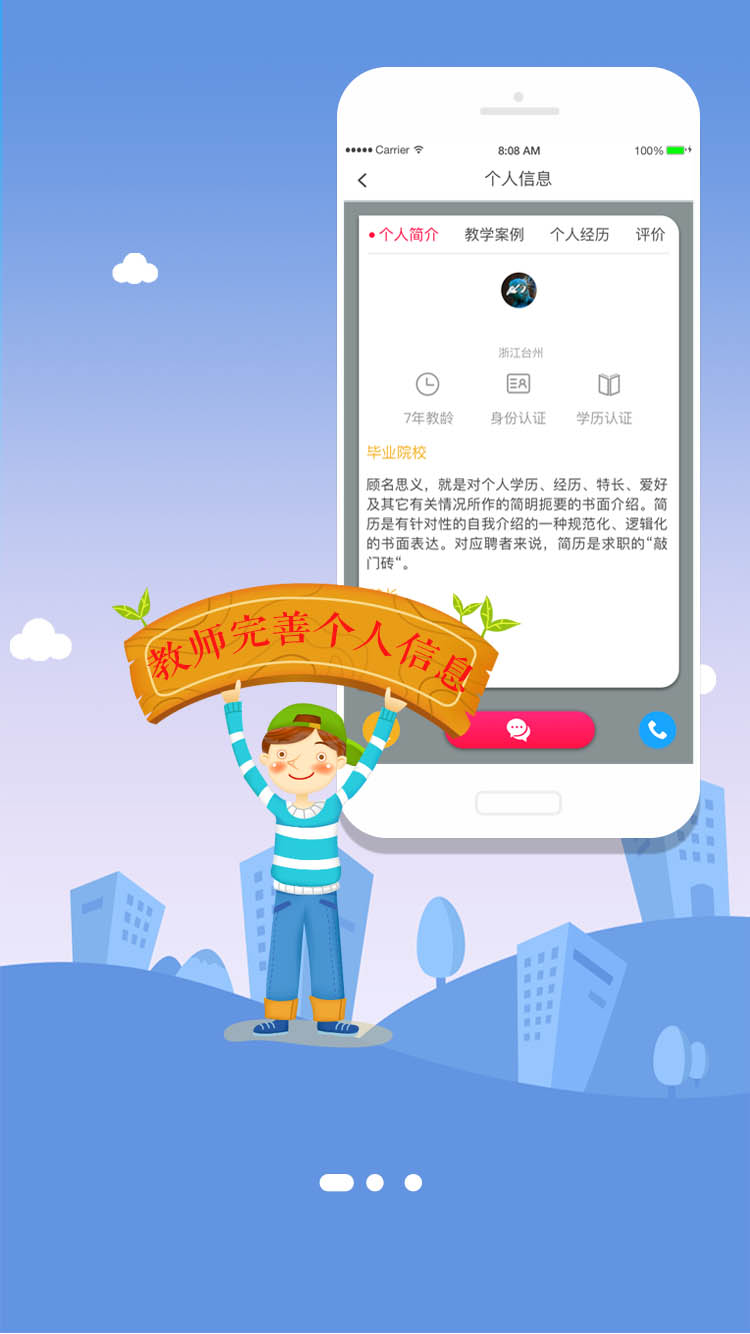 Carrier
8:08 AM
100%
个人信息
个人简介 教学案例 个人经历 评价
浙江台州
7年教龄 身份认证 学历认证
毕业院校
顾名思义，就是对个人学历、经历、特长、爱好
及其它有关情况所作的简明扼要的书面介绍。简
历是有针对性的自我介绍的一种规范化、逻辑化
的书面表达。对应聘者来说，简历是求职的“敲
门砖“。
教师完善个人信息